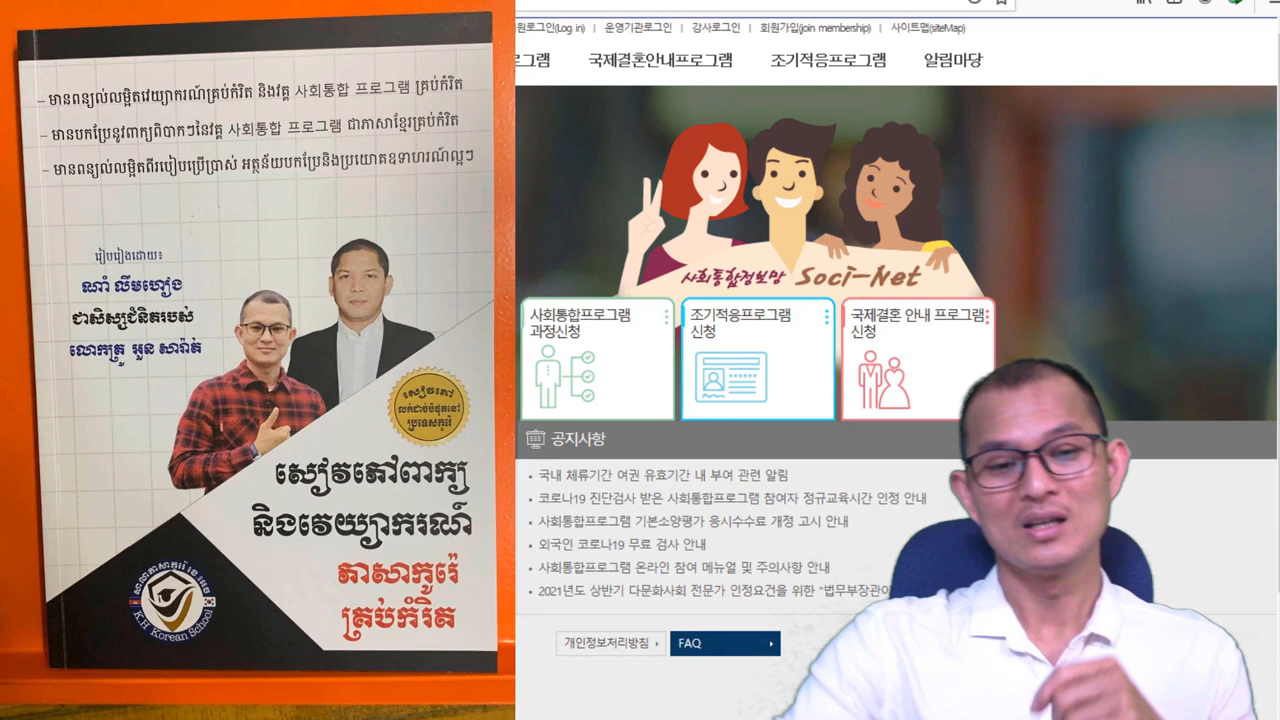 – មានពន្យល់លម្អិតវេយ្យាករណ៍គ្រប់កំរិត និងវគ្គ 사회통합 프로그램 គ្រប់កំរិត
– មានបកប្រែនូវពាក្យពិបាកៗនៃវគ្គ 사회통합 프로그램 ជាភាសាខ្មែរគ្រប់កំរិត
– មានពន្យល់លម្អិតពីរបៀបប្រើប្រាស់ អត្ថន័យបកប្រែនិងប្រយោគឧទាហរណ៍ល្អៗ
រៀបរៀងដោយ៖
ណាំ លឹមហៀង
ជាសិស្សជំនិតរបស់
លោកគ្រូ អួន សារ៉ាត់
សៀវភៅ
លក់ដាច់បំផុតនៅ
ប្រទេសកូរ៉េ
សៀវភៅពាក្យ
និងវេយ្យាករណ៍
ភាសាកូរ៉េ
គ្រប់កំរិត
K.H Korean School
원로그인(Log in) | 운영기관로그인 | 강사로그인 | 회원가입(join membership) | 사이트맵(siteMap)
로그램 국제결혼안내프로그램 조기적응프로그램 알림마당
사회통합정보망 Soci-Net
사회통합프로그램
과정신청
조기적응프로그램
신청
국제결혼 안내 프로그램
신청
공지사항
국내 체류기간 여권 유효기간 내 부여 관련 알림
코로나19 진단검사 받은 사회통합프로그램 참여자 정규교육시간 인정 안내
사회통합프로그램 기본소양평가 응시수수료 개정 고시 안내
외국인 코로나19 무료 검사 안내
사회통합프로그램 온라인 참여 메뉴얼 및 주의사항 안내
2021년도 상반기 다문화사회 전문가 인정요건을 위한 "법무부장관이
개인정보처리방침
FAQ